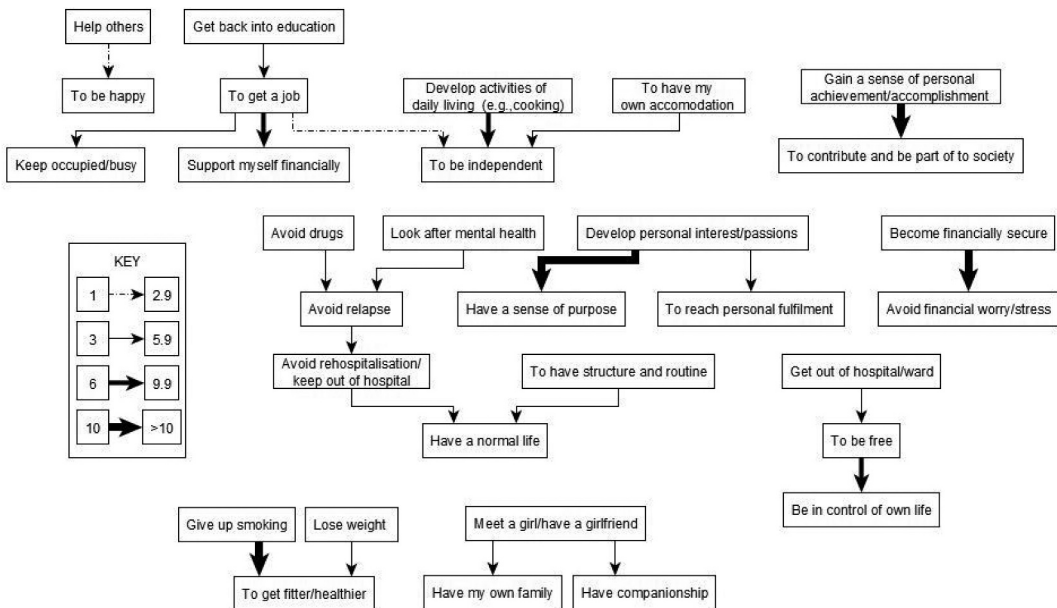 Help others
Get back into education
To be happy
To get a job
Develop activities of
daily living (e.g.,cooking)
To have my
own accomodation
Gain a sense of personal
achievement/accomplishment
Keep occupied/busy
Support myself financially
To be independent
To contribute and be part of to society
Avoid drugs
Look after mental health
Develop personal interest/passions
Become financially secure
KEY
1
2.9
3
5.9
6
9.9
10
>10
Avoid relapse
Have a sense of purpose
To reach personal fulfilment
Avoid financial worry/stress
Avoid rehospitalisation/
keep out of hospital
To have structure and routine
Get out of hospital/ward
Have a normal life
To be free
Be in control of own life
Give up smoking
Lose weight
Meet a girl/have a girlfriend
To get fitter/healthier
Have my own family
Have companionship